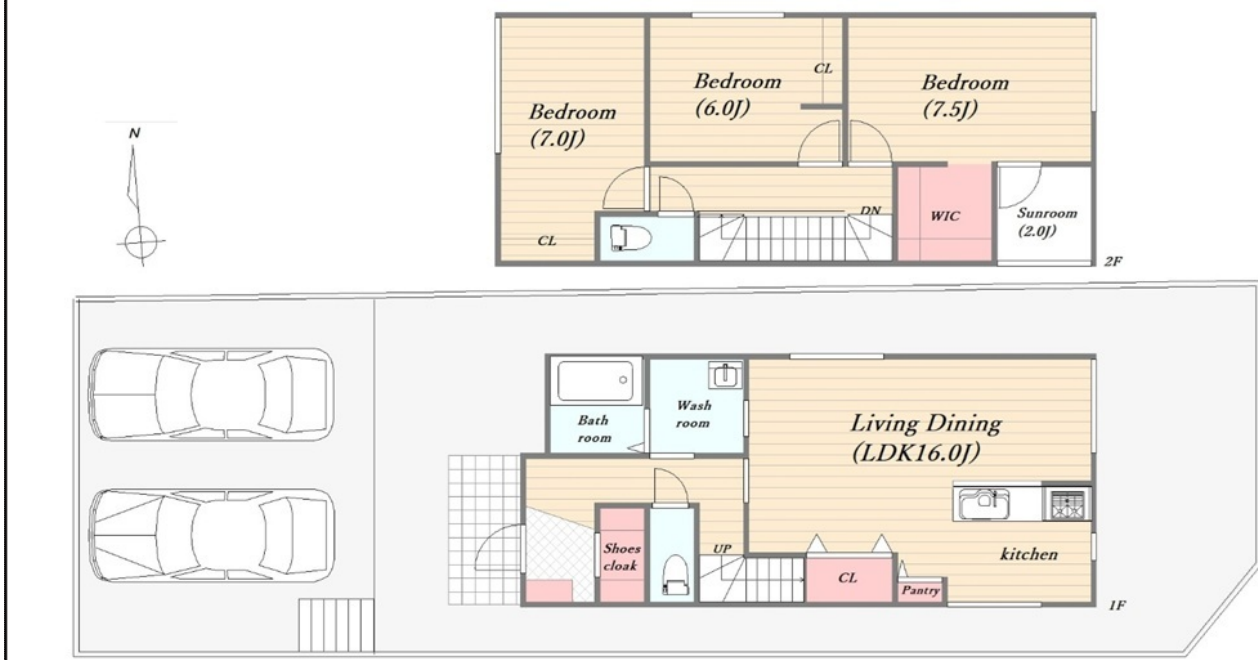 N
Bedroom
(7.0J)
CL
Bedroom
(6.0J)
CL
Bedroom
(7.5J)
DN
WIC
Sunroom
(2.0J)
2F
Bath
room
Wash
room
Living Dining
(LDK16.0J)
Shoes
cloak
UP
CL
Pantry
kitchen
1F